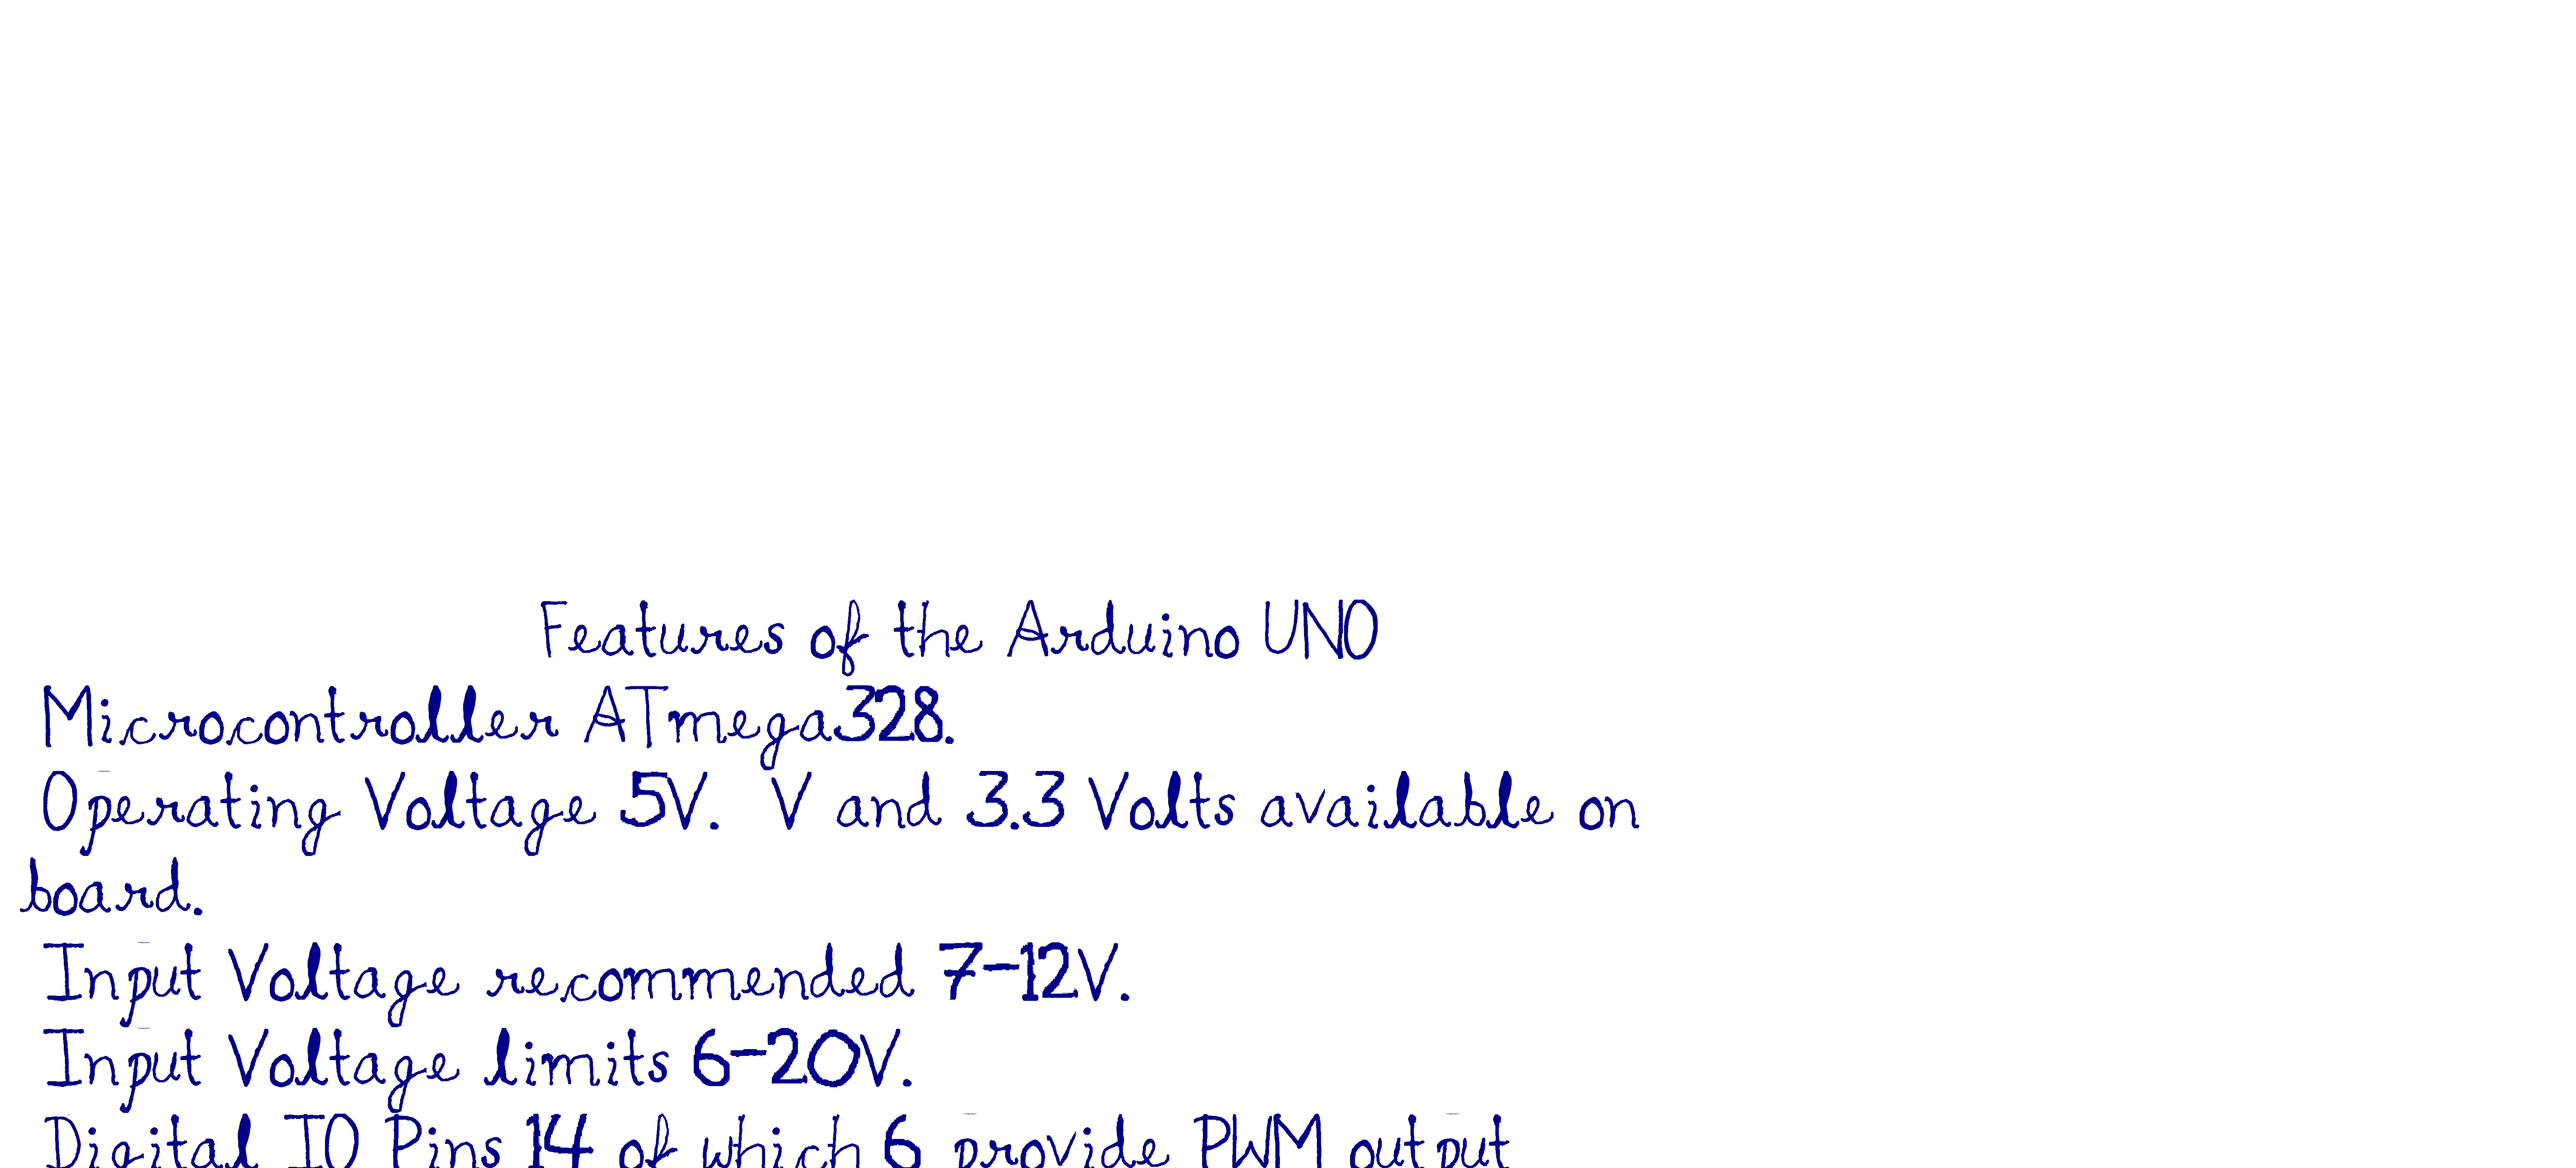 Features of the Arduino UNO
Microcontroller ATmega328.
Operating Voltage 5V. V and 3.3 Volts available on
board.
Input Voltage recommended 7-12V.
Input Voltage limits 6-20V.
Digital IO Pins 14 of which 6 provide PWM output